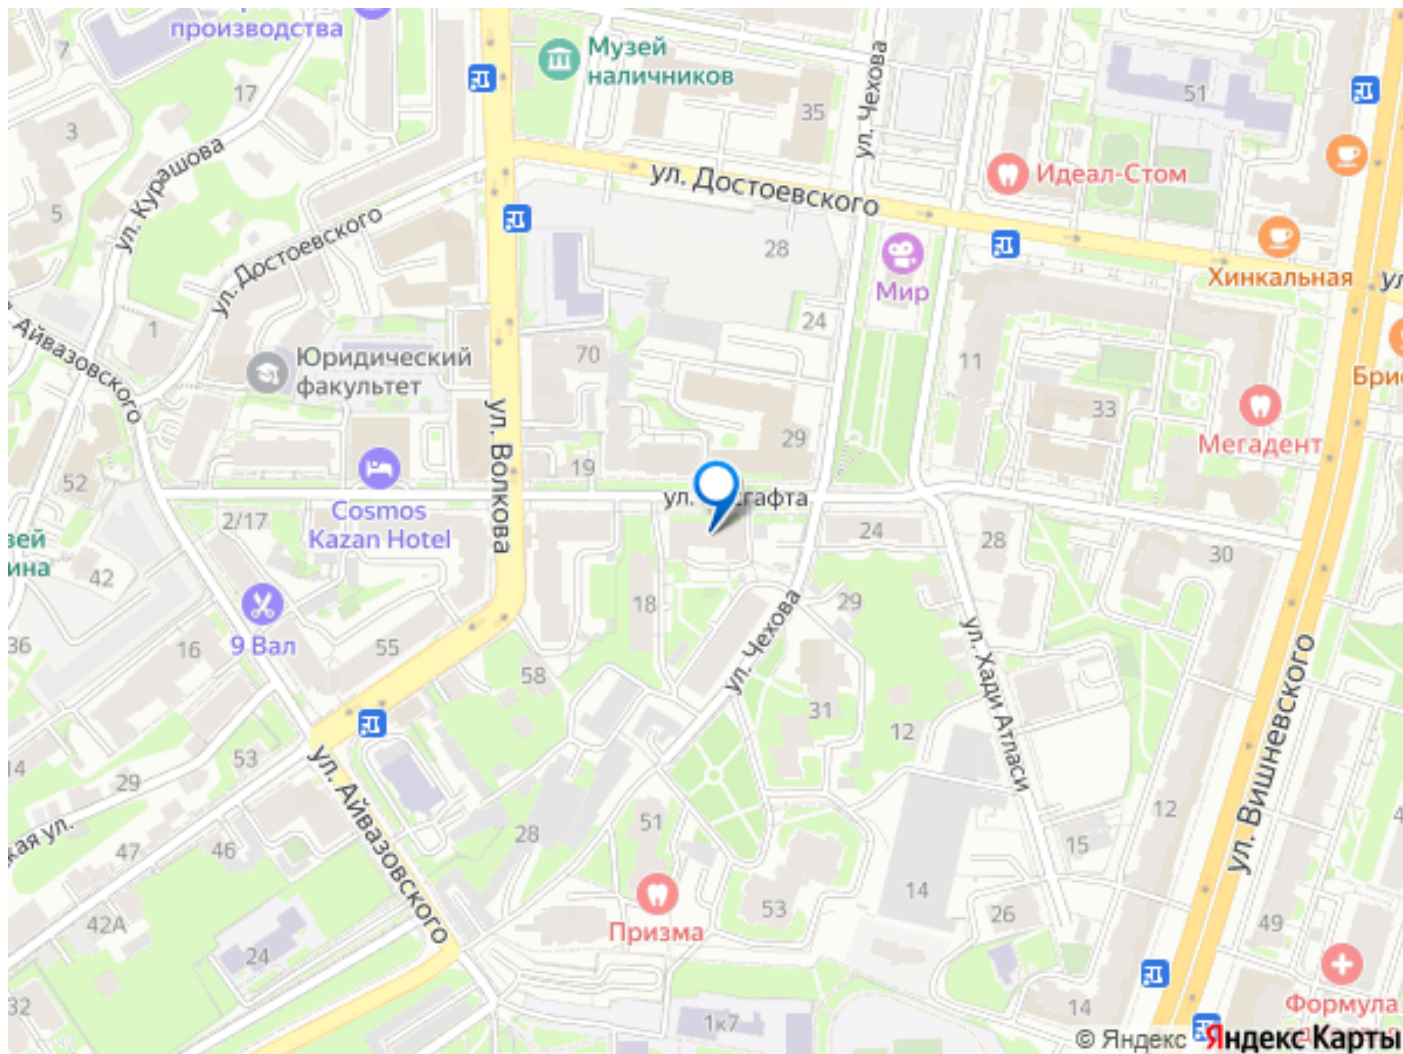 производства
17
3
5
7
ул. Курашова
Музей
наличников
35
ул. Чехова
51
Идеал-Стом
ул. Достоевского
28
Мир
Хинкальная
ул. Достоевского
24
1
Айвазовского
Юридический
факультет
70
11
33
Мегадент
ул. Волкова
29
19
52
Cosmos
Kazan Hotel
2/17
42
24
28
30
9 Вал
16
55
18
58
29
ул. Чехова
ул. Хади Атласи
31
12
12
ул. Вишневского
36
14
53
29
47
46
ул. Айвазовского
28
51
14
15
26
49
42А
24
32
Призма
53
1к7
14
Формула
© Яндекс
Яндекс Карты